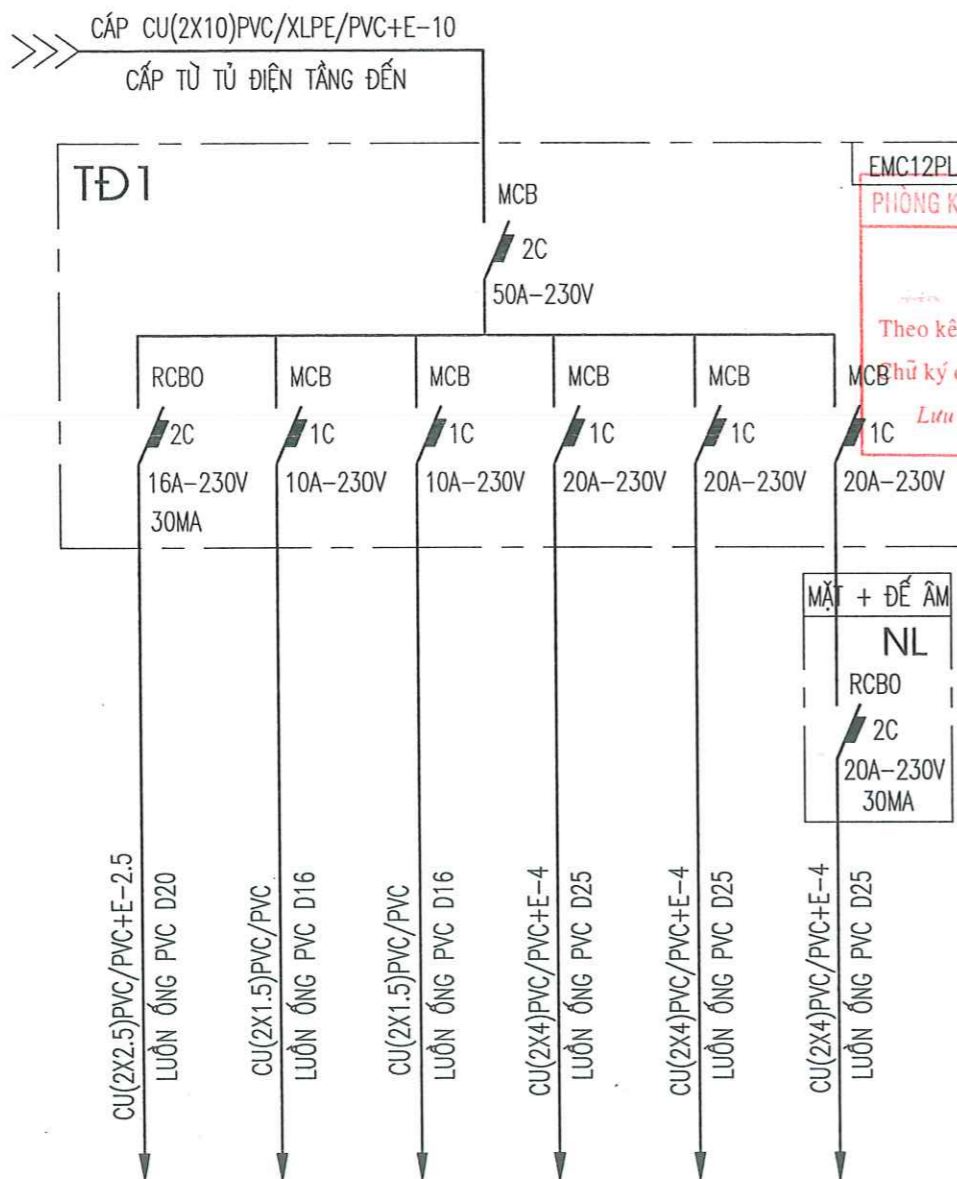 CÁP CU(2X10)PVC/XLPE/PVC+E-10
CẤP TỪ TỦ ĐIỆN TẦNG ĐẾN
TĐ1
EMC12PL
PHÒNG K
Theo kê
Chữ ký
Lưu
MCB
2C
50A-230V
RCBO
2C
16A-230V
30MA
MCB
1C
10A-230V
MCB
1C
10A-230V
MCB
1C
20A-230V
MCB
1C
20A-230V
MCB
1C
20A-230V
MẶT + ĐẾ ÂM
NL
RCBO
2C
20A-230V
30MA
CU(2X2.5)PVC/PVC+E-2.5
LUỒN ỐNG PVC D20
CU(2X1.5)PVC/PVC
LUỒN ỐNG PVC D16
CU(2X1.5)PVC/PVC
LUỒN ỐNG PVC D16
CU(2X4)PVC/PVC+E-4
LUỒN ỐNG PVC D25
CU(2X4)PVC/PVC+E-4
LUỒN ỐNG PVC D25
CU(2X4)PVC/PVC+E-4
LUỒN ỐNG PVC D25